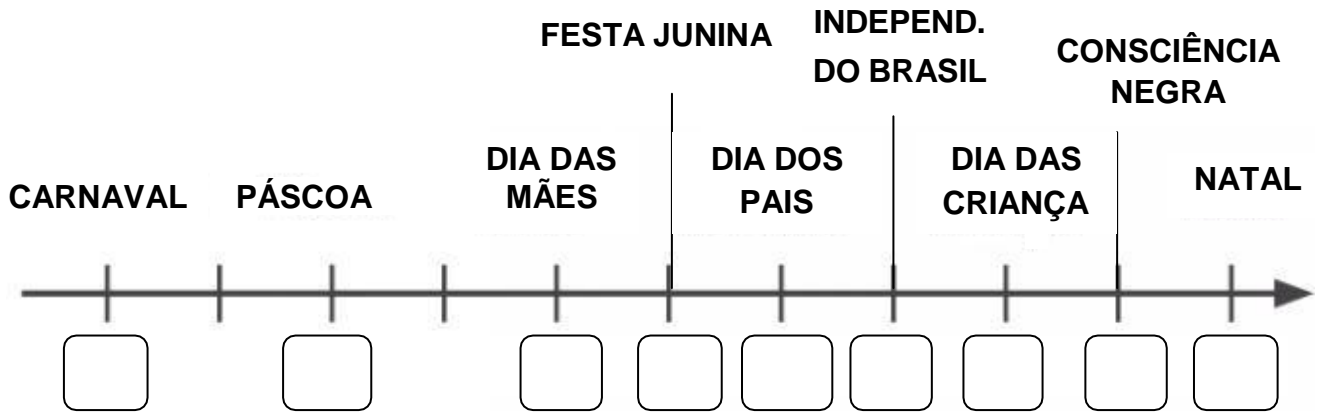 CARNAVAL
PÁSCOA
DIA DAS
MÃES
FESTA JUNINA
DIA DOS
PAIS
INDEPEND.
DO BRASIL
DIA DAS
CRIANÇA
CONSCIÊNCIA
NEGRA
NATAL